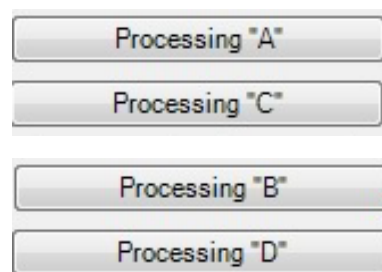 Processing "A"
Processing "C"
Processing "B"
Processing "D"